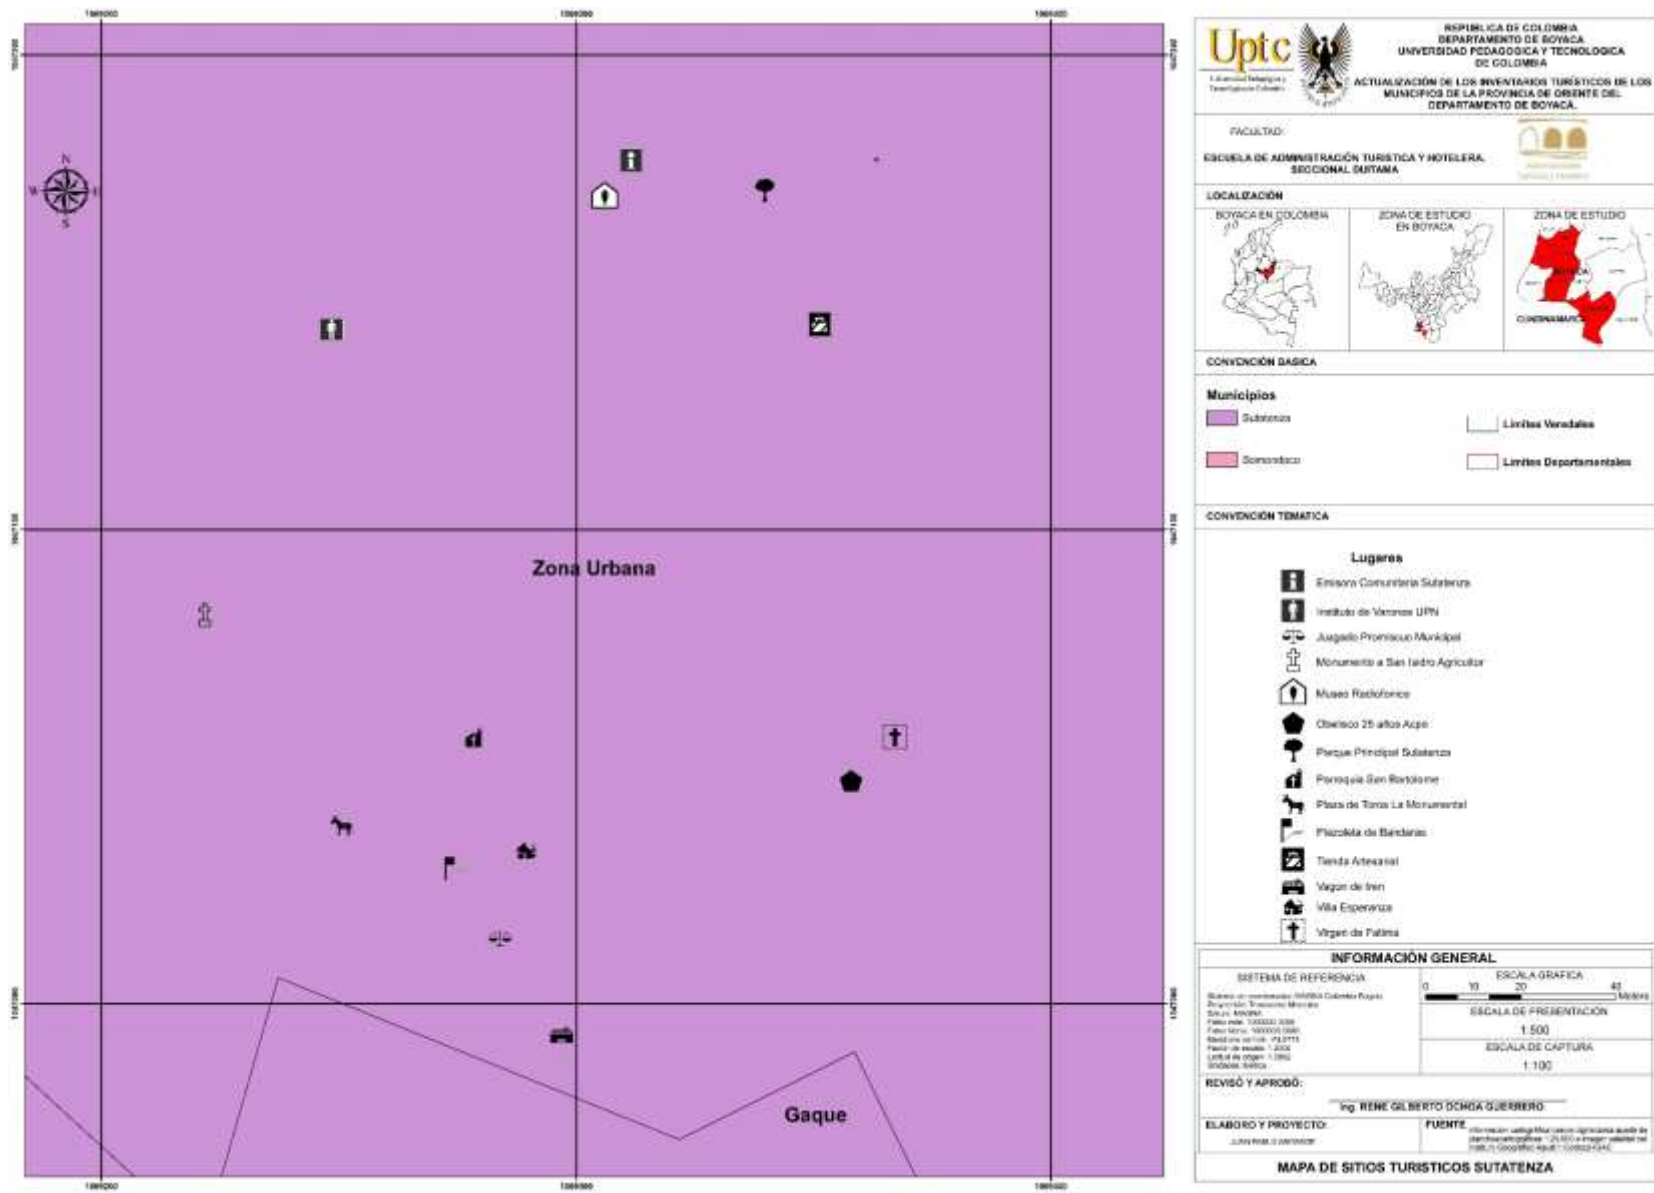 N
W E
S
Zona Urbana
Gaque
Uptc
Universidad Pedagógica y
Tecnológica de Colombia
REPUBLICA DE COLOMBIA
DEPARTAMENTO DE BOYACA
UNIVERSIDAD PEDAGOGICA Y TECNOLOGICA
DE COLOMBIA
ACTUALIZACIÓN DE LOS INVENTARIOS TURÍSTICOS DE LOS
MUNICIPIOS DE LA PROVINCIA DE ORIENTE DEL
DEPARTAMENTO DE BOYACÁ.
FACULTAD:
ESCUELA DE ADMINISTRACIÓN TURISTICA Y HOTELERA.
SECCIONAL DUITAMA
LOCALIZACIÓN
BOYACA EN COLOMBIA
ZONA DE ESTUDIO
EN BOYACA
ZONA DE ESTUDIO
CUNDINAMARCA
CONVENCIÓN BASICA
Municipios
Sutatenza
Limites Veredales
Somondoco
Limites Departamentales
CONVENCIÓN TEMATICA
Lugares
Emisora Comunitaria Sutatenza
Instituto de Varones UPN
Juzgado Promiscuo Municipal
Monumento a San Isidro Agricultor
Museo Radiofonico
Obelisco 25 años Acpo
Parque Principal Sutatenza
Parroquia San Bartolome
Plaza de Toros La Monumental
Plazoleta de Banderas
Tienda Artesanal
Vagon de tren
Villa Esperanza
Virgen de Fatima
INFORMACIÓN GENERAL
SISTEMA DE REFERENCIA
ESCALA GRAFICA
0 10 20 40
Meters
ESCALA DE PRESENTACIÓN
1:500
ESCALA DE CAPTURA
1:100
REVISÓ Y APROBÓ:
Ing. RENE GILBERTO OCHOA GUERRERO
ELABORO Y PROYECTO:
FUENTE
MAPA DE SITIOS TURISTICOS SUTATENZA